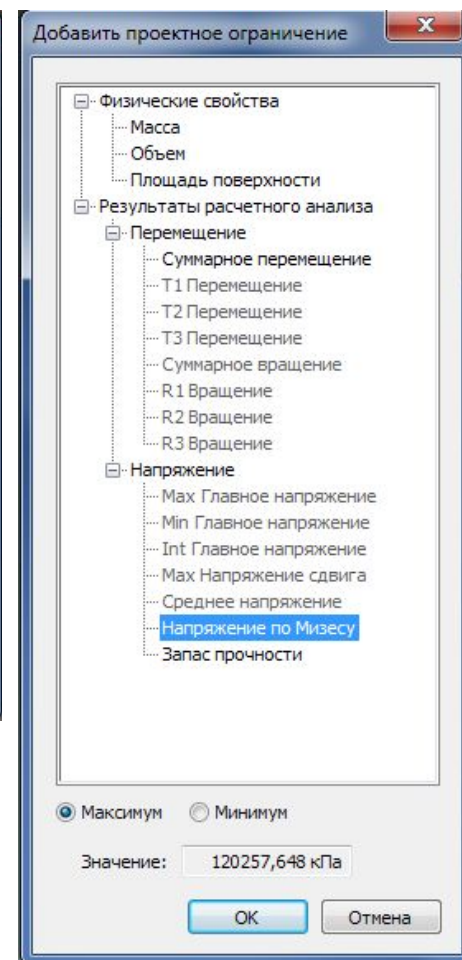 Добавить проектное ограничение
Физические свойства
Масса
Объем
Площадь поверхности
Результаты расчетного анализа
Перемещение
Суммарное перемещение
T1 Перемещение
T2 Перемещение
T3 Перемещение
Суммарное вращение
R1 Вращение
R2 Вращение
R3 Вращение
Напряжение
Max Главное напряжение
Min Главное напряжение
Int Главное напряжение
Max Напряжение сдвига
Среднее напряжение
Напряжение по Мизесу
Запас прочности
Максимум Минимум
Значение: 120257,648 кПа
OK Отмена